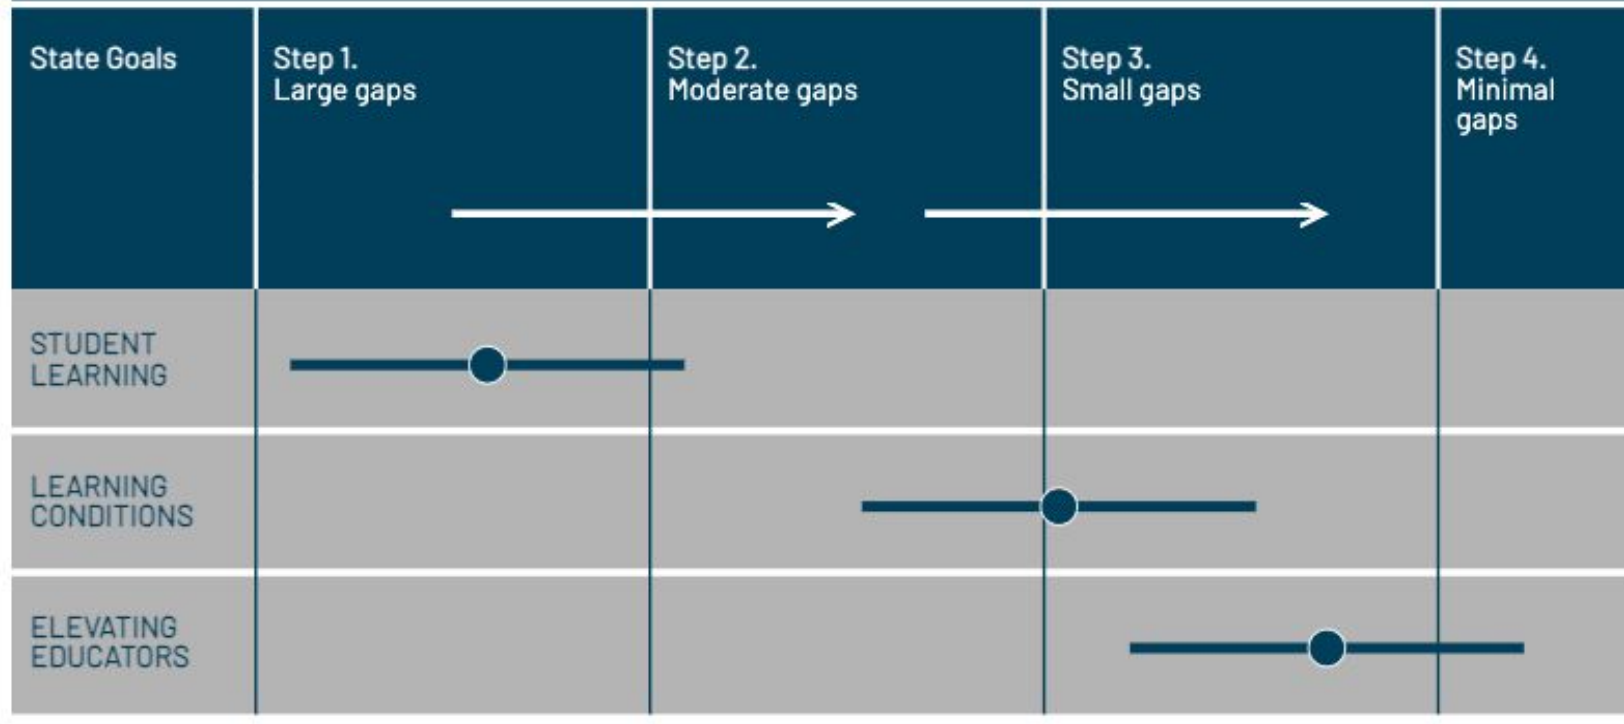 State Goals
Step 1.
Large gaps
Step 2.
Moderate gaps
Step 3.
Small gaps
Step 4.
Minimal
gaps
STUDENT
LEARNING
LEARNING
CONDITIONS
ELEVATING
EDUCATORS